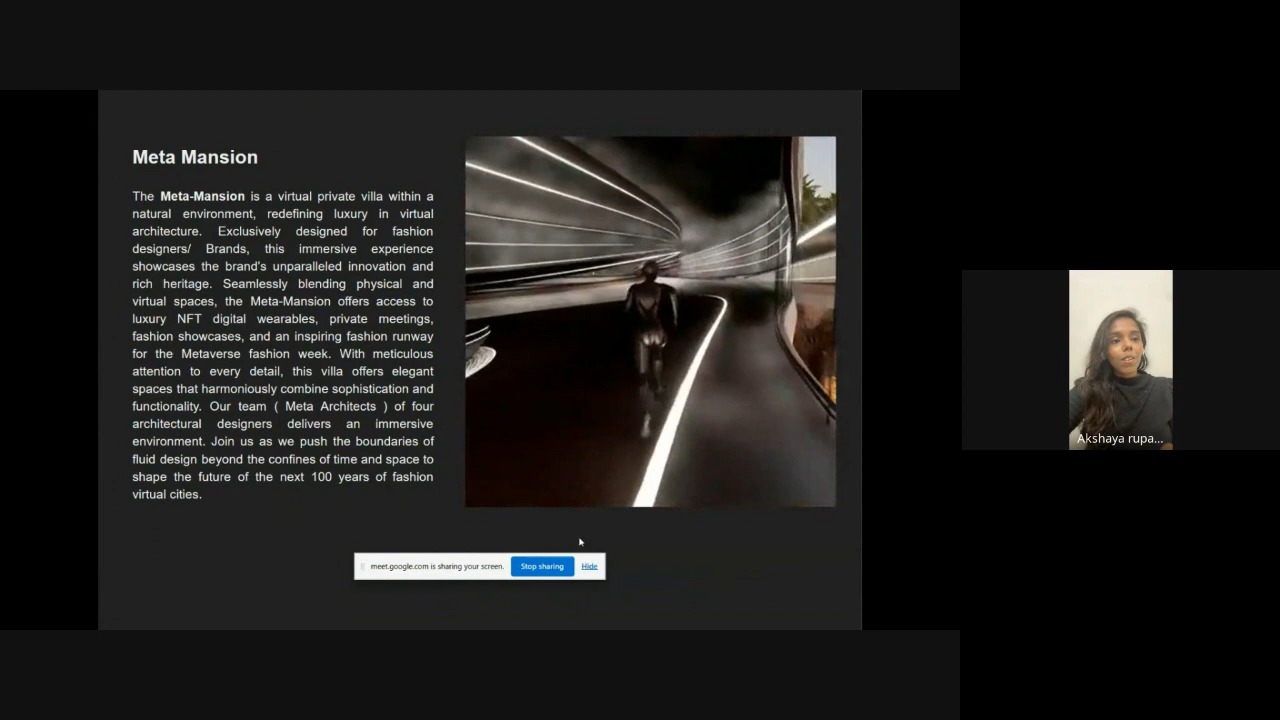 Meta Mansion
The Meta-Mansion is a virtual private villa within a
natural environment, redefining luxury in virtual
architecture. Exclusively designed for fashion
designers/ Brands, this immersive experience
showcases the brand's unparalleled innovation and
rich heritage. Seamlessly blending physical and
virtual spaces, the Meta-Mansion offers access to
luxury NFT digital wearables, private meetings,
fashion showcases, and an inspiring fashion runway
for the Metaverse fashion week. With meticulous
attention to every detail, this villa offers elegant
spaces that harmoniously combine sophistication and
functionality. Our team ( Meta Architects ) of four
architectural designers delivers an immersive
environment. Join us as we push the boundaries of
fluid design beyond the confines of time and space to
shape the future of the next 100 years of fashion
virtual cities.
meet.google.com is sharing your screen. Stop sharing Hide
Akshaya rupa...